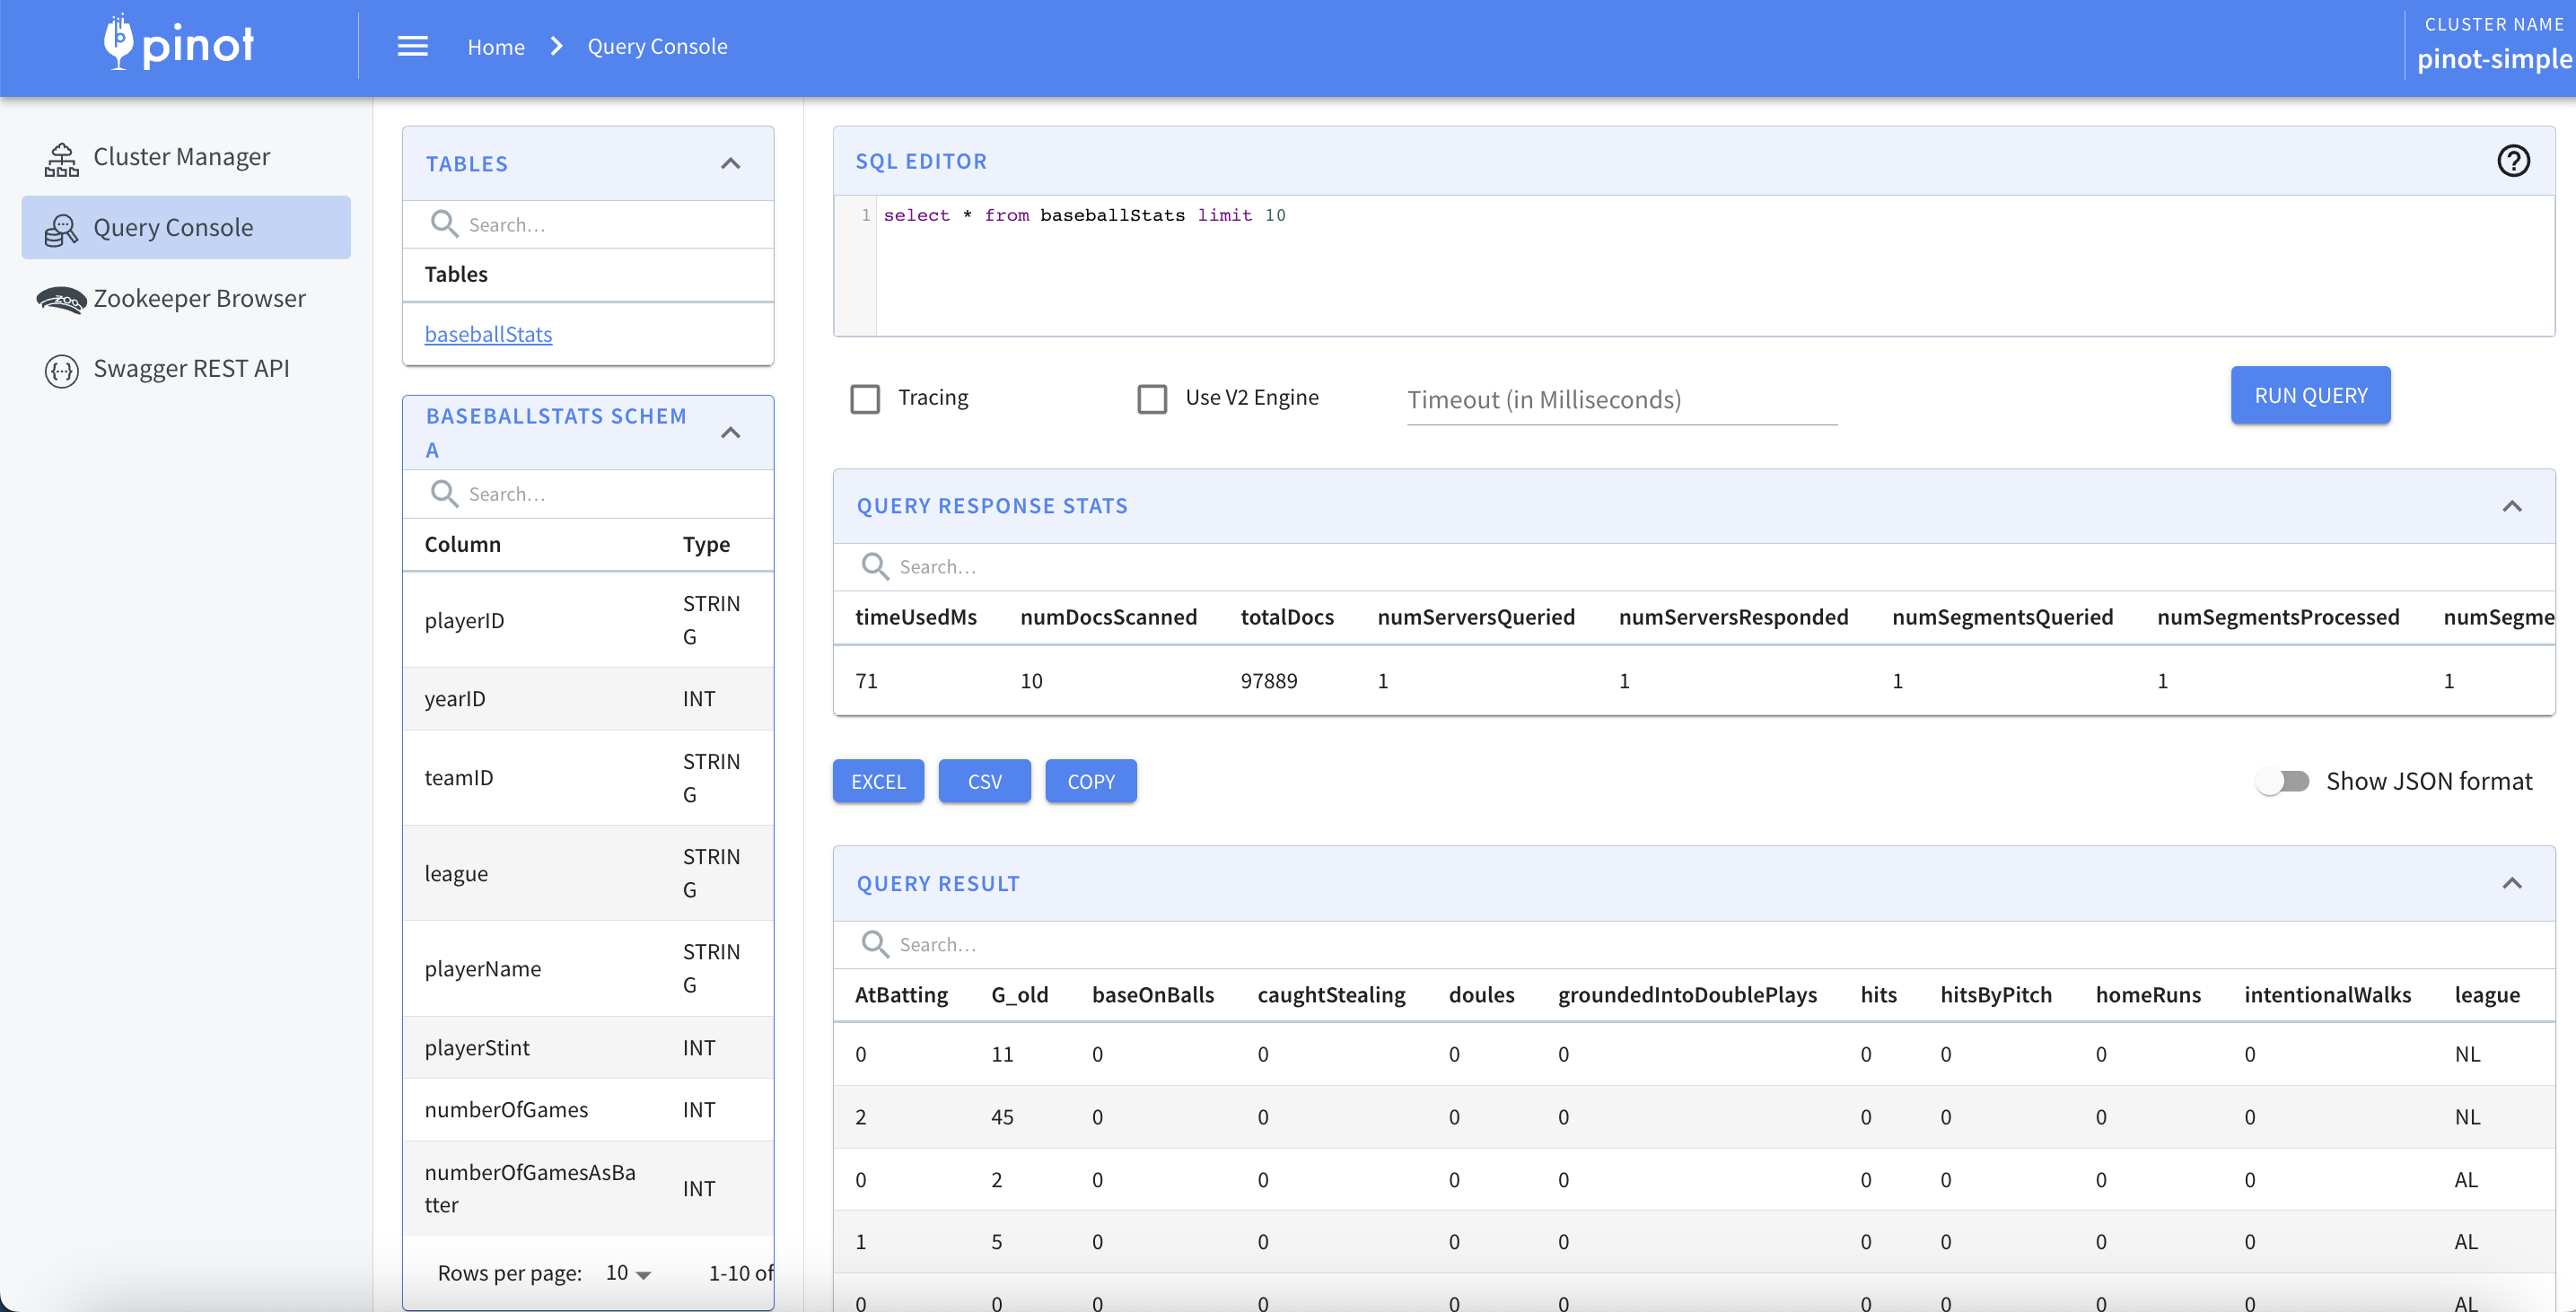 pinot
Home
Query Console
CLUSTER NAME
pinot-simple
Cluster Manager
Query Console
Zookeeper Browser
Swagger REST API
TABLES
Search...
Tables
baseballStats
BASEBALLSTATS SCHEM
A
Search...
Column Type
playerID STRIN
G
yearID INT
teamID STRIN
G
league STRIN
G
playerName STRIN
G
playerStint INT
numberOfGames INT
numberOfGamesAsBa
tter INT
Rows per page: 10 1-10 of
SQL EDITOR
1 select * from baseballStats limit 10
Tracing
Use V2 Engine
Timeout (in Milliseconds)
RUN QUERY
QUERY RESPONSE STATS
Search...
timeUsedMs numDocsScanned totalDocs numServersQueried numServersResponded numSegmentsQueried numSegmentsProcessed numSegme
71 10 97889 1 1 1 1 1
EXCEL CSV COPY
Show JSON format
QUERY RESULT
Search...
AtBatting G_old baseOnBalls caughtStealing doules groundedIntoDoublePlays hits hitsByPitch homeRuns intentionalWalks league
0 11 0 0 0 0 0 0 0 0 NL
2 45 0 0 0 0 0 0 0 0 NL
0 2 0 0 0 0 0 0 0 0 AL
1 5 0 0 0 0 0 0 0 0 AL
0 0 0 0 0 0 0 0 0 0 AL